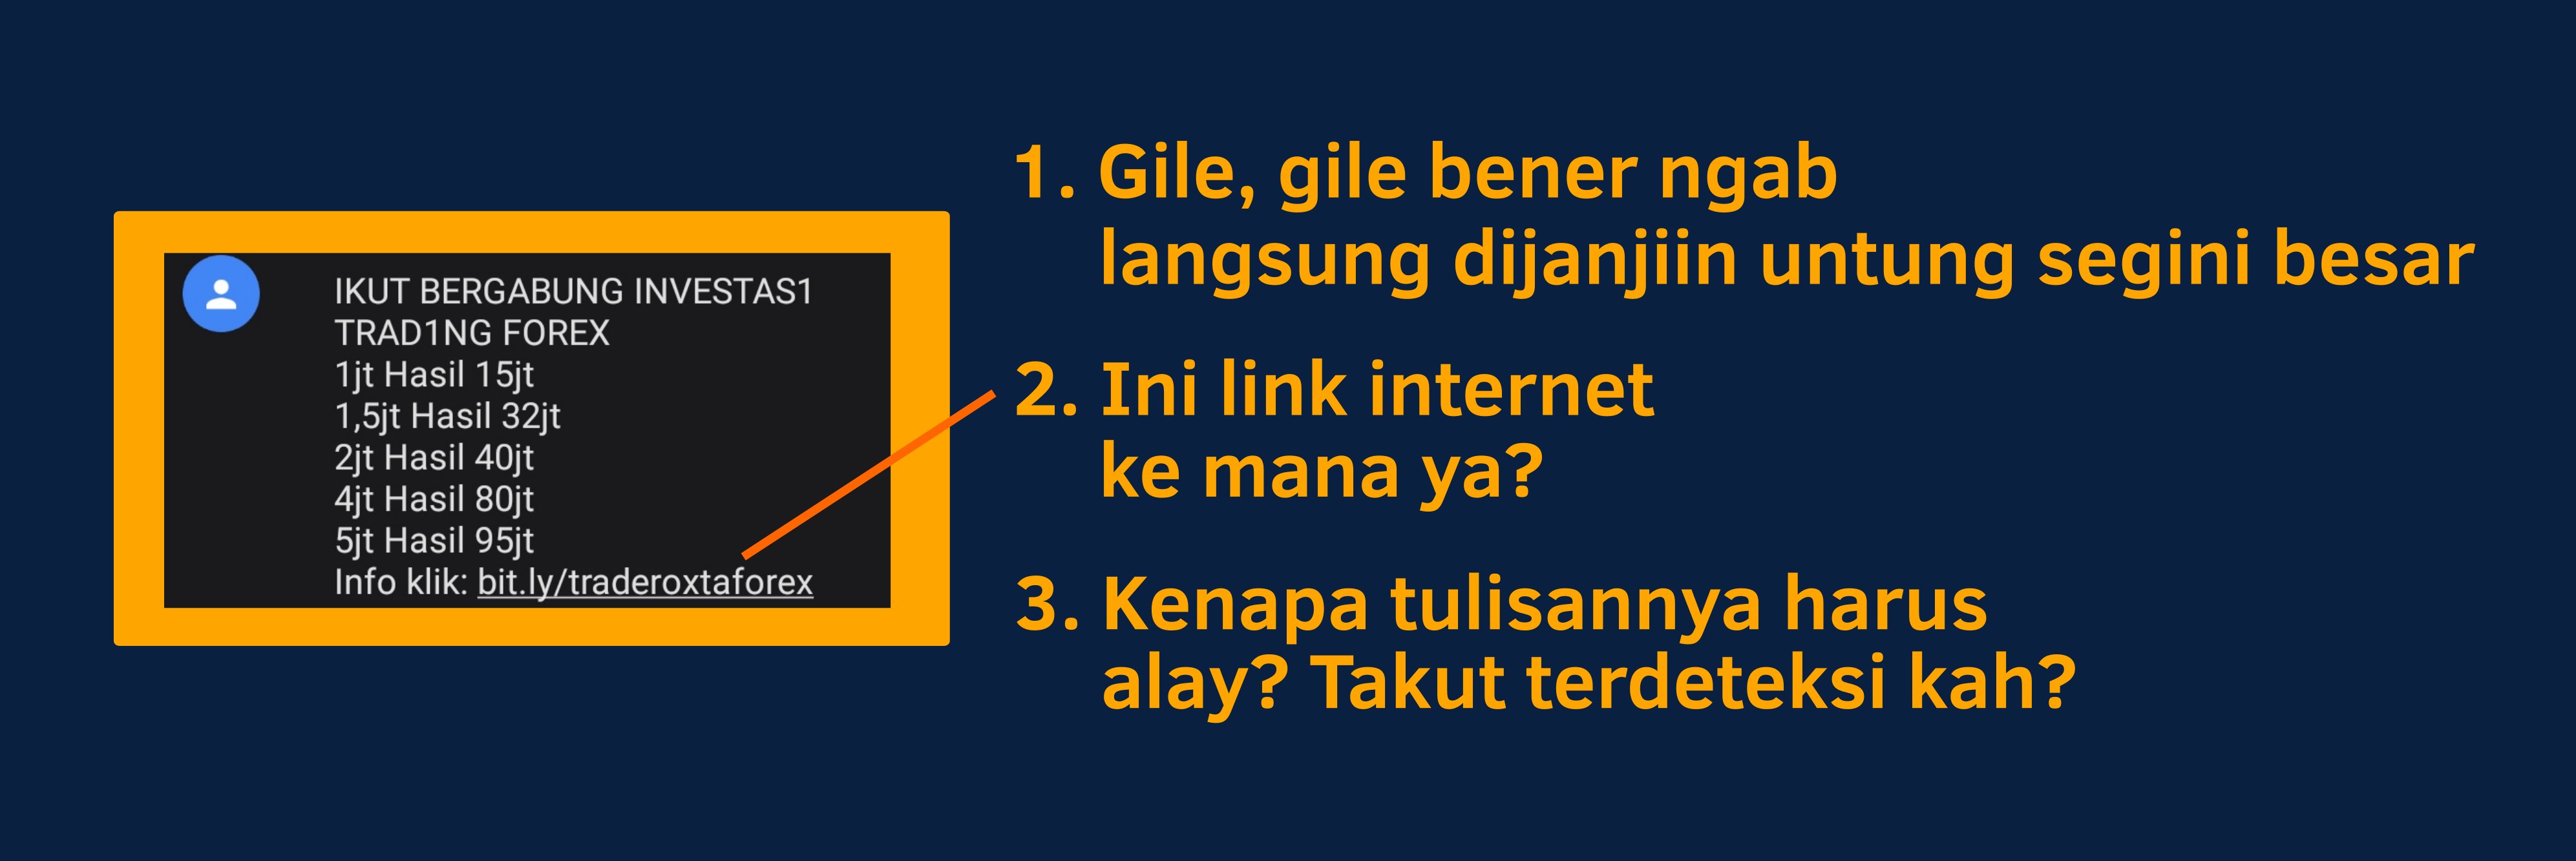 IKUT BERGABUNG INVESTAS1
TRAD1NG FOREX
1jt Hasil 15jt
1,5jt Hasil 32jt
2jt Hasil 40jt
4jt Hasil 80jt
5jt Hasil 95jt
Info klik: bit.ly/traderoxtaforex
1. Gile, gile bener ngab
langsung dijanjiin untung segini besar
2. Ini link internet
ke mana ya?
3. Kenapa tulisannya harus
alay? Takut terdeteksi kah?